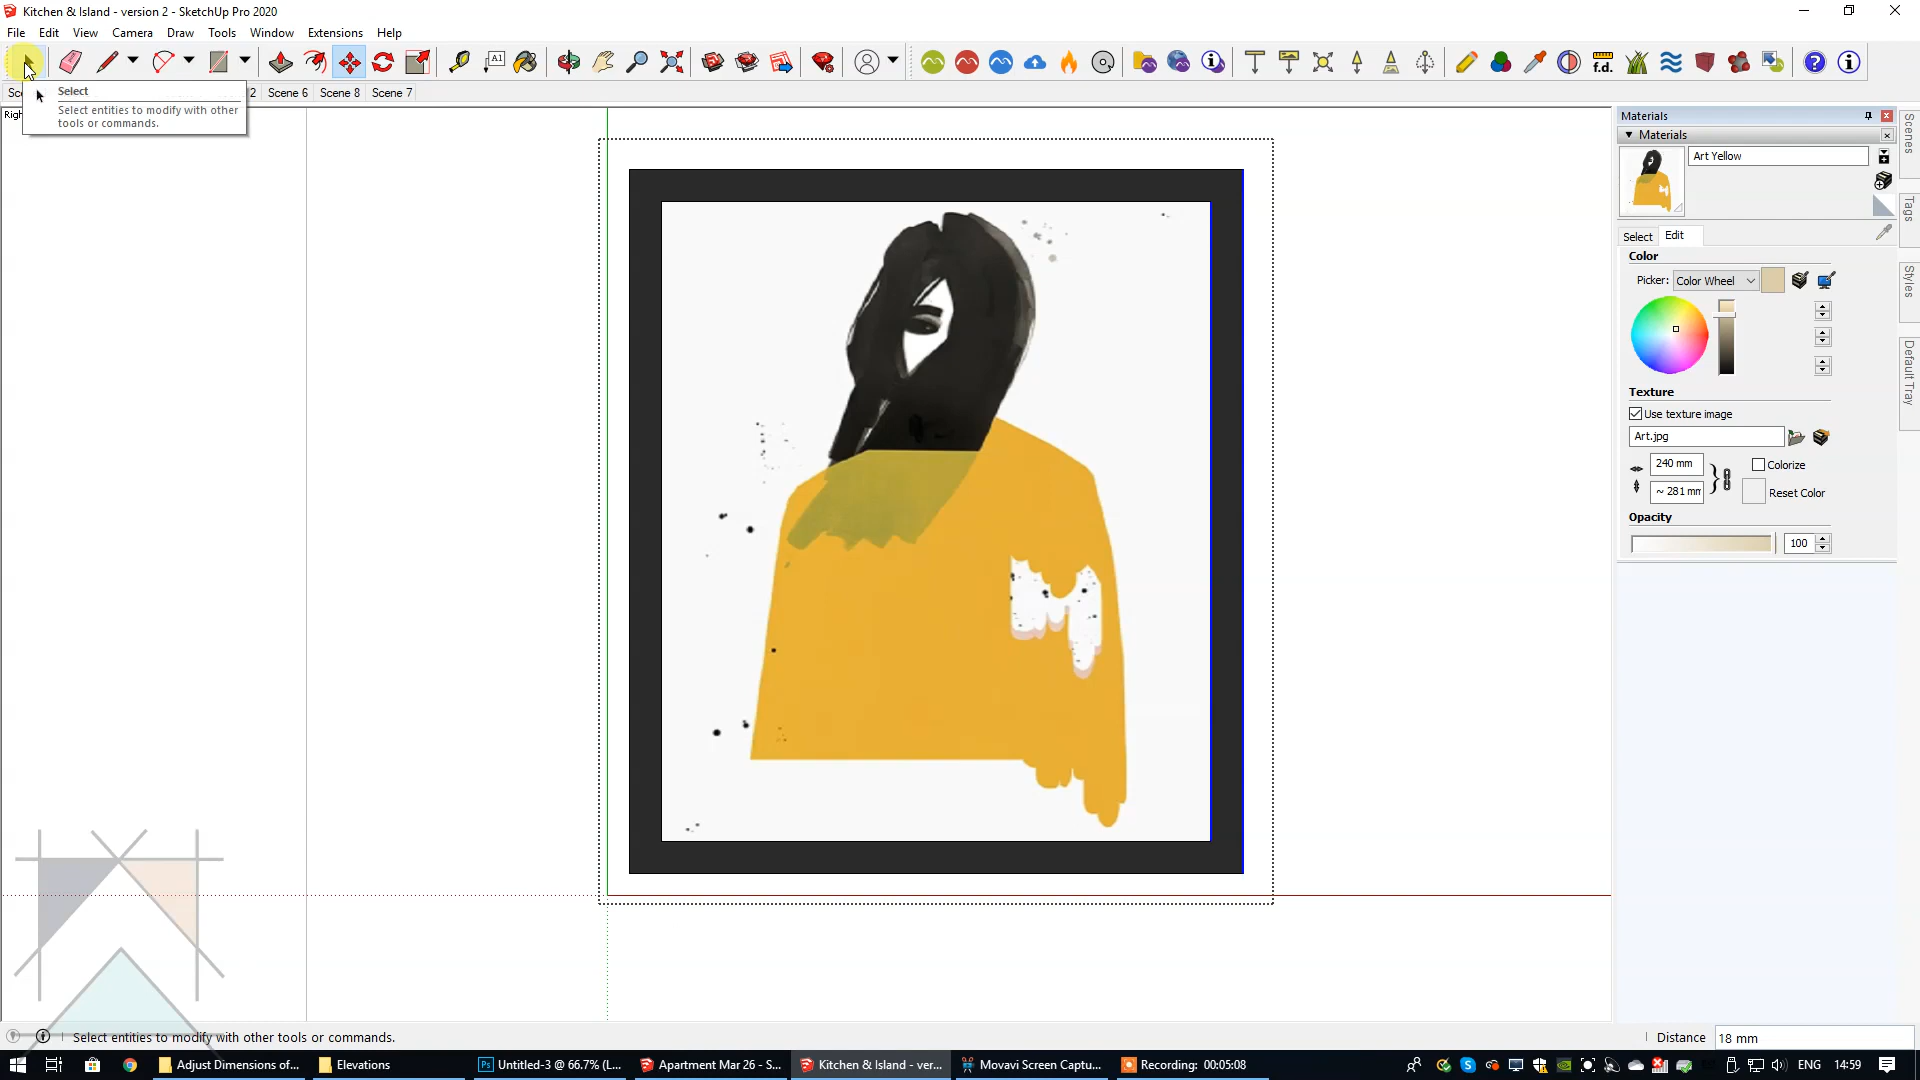 Kitchen & Island - version 2 - SketchUp Pro 2020
File Edit View Camera Draw Tools Window Extensions Help
A1
f.d.
2 Scene 6 Scene 8 Scene 7
Select
Select entities to modify with other
tools or commands.
Materials
Materials
Art Yellow
Select Edit
Color
Picker: Color Wheel
Texture
Use texture image
Art.jpg
240 mm
Colorize
~ 281 mm
Reset Color
Opacity
100
Scenes
Tags
Styles
Default Tray
Select entities to modify with other tools or commands.
Distance 18 mm
Adjust Dimensions of...
Elevations
Untitled-3 @ 66.7% (L...
Apartment Mar 26 - S...
Kitchen & Island - ver...
Movavi Screen Captu...
Recording: 00:05:08
ENG 14:59